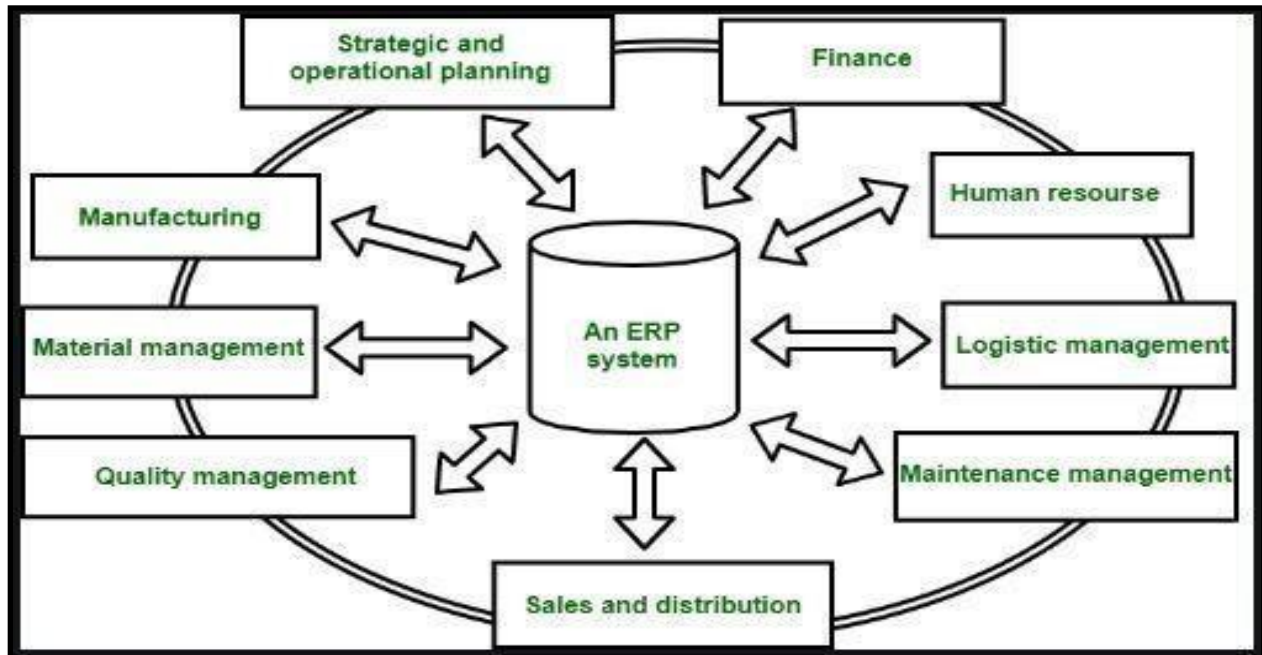 Strategic and
operational planning
Finance
Manufacturing
Human resourse
An ERP
system
Material management
Logistic management
Quality management
Maintenance management
Sales and distribution